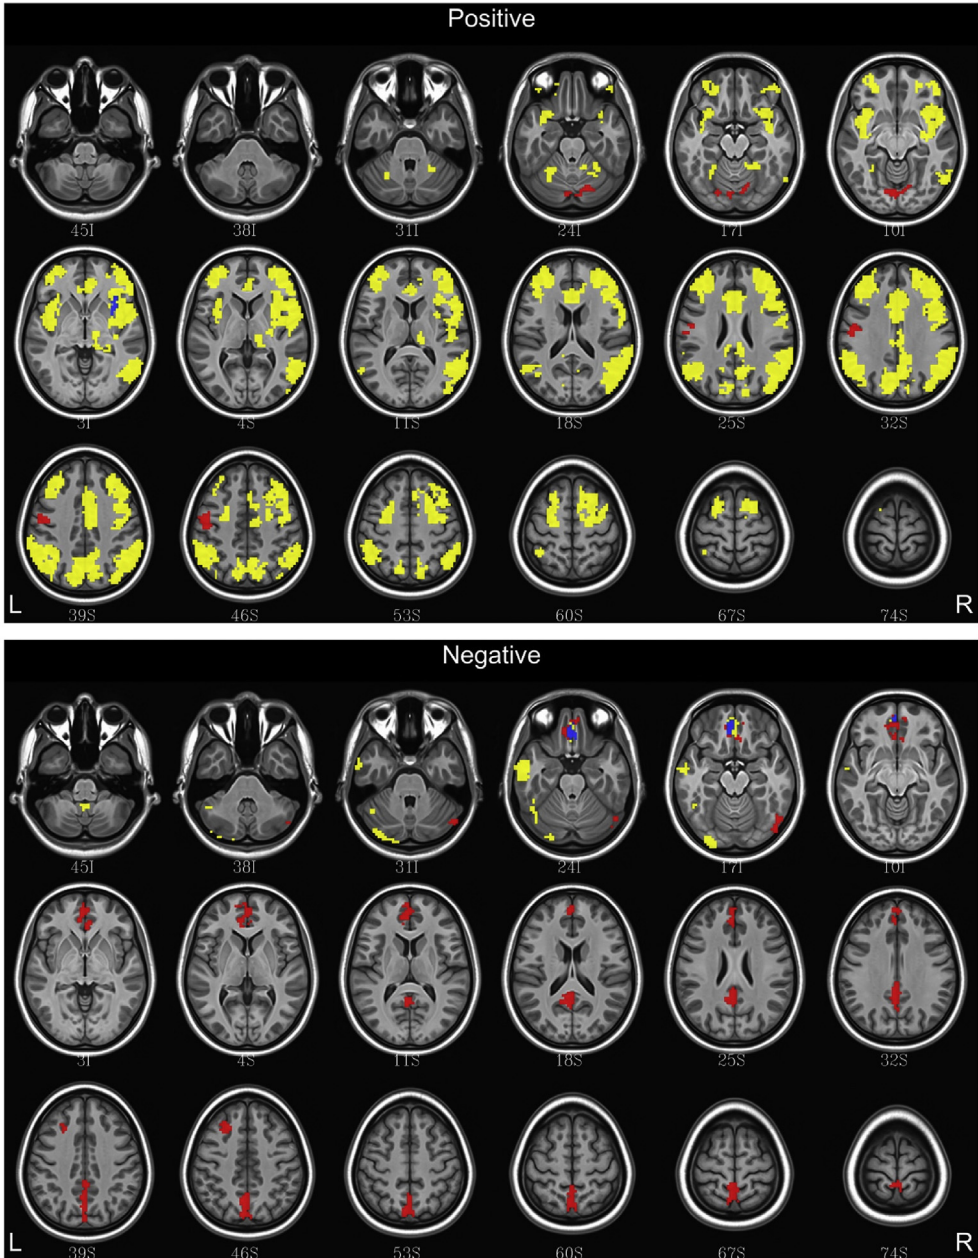 Positive
45I 38I 31I 24I 17I 10I
3I 4S 11S 18S 25S 32S
39S 46S 53S 60S 67S 74S
L R
Negative
45I 38I 31I 24I 17I 10I
3I 4S 11S 18S 25S 32S
39S 46S 53S 60S 67S 74S
L R